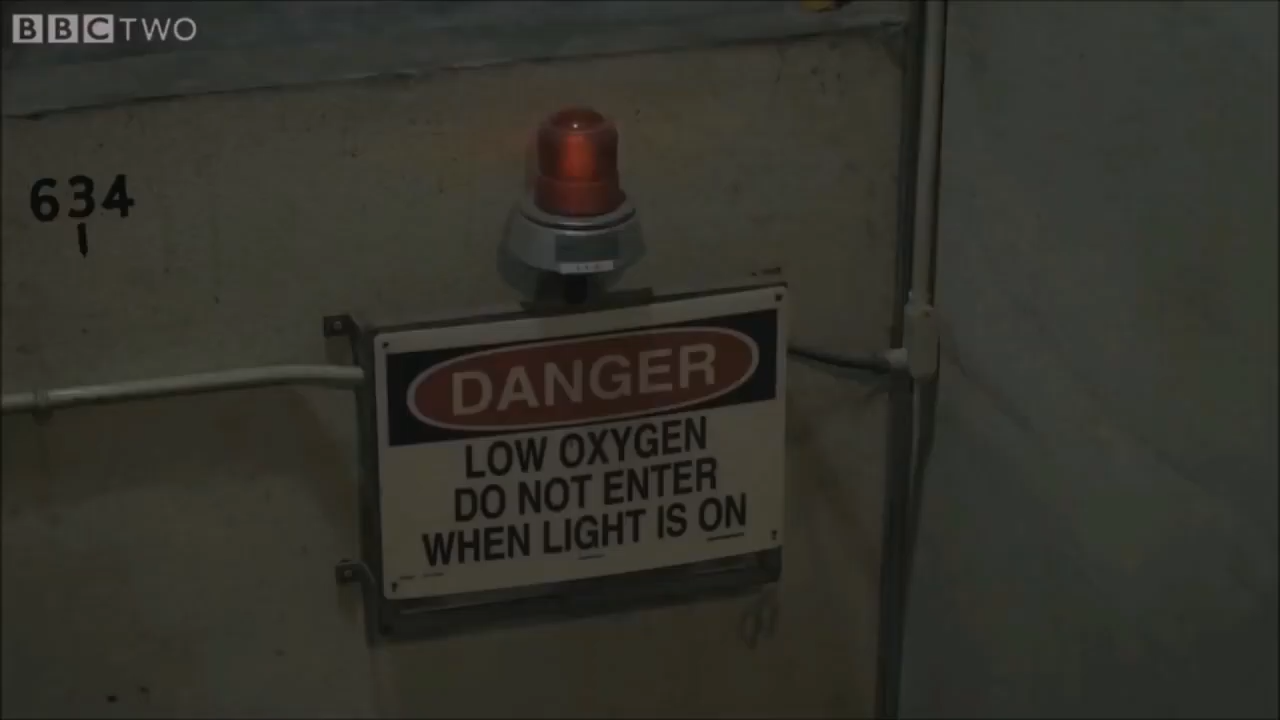 BBC TWO
634
DANGER
LOW OXYGEN
DO NOT ENTER
WHEN LIGHT IS ON